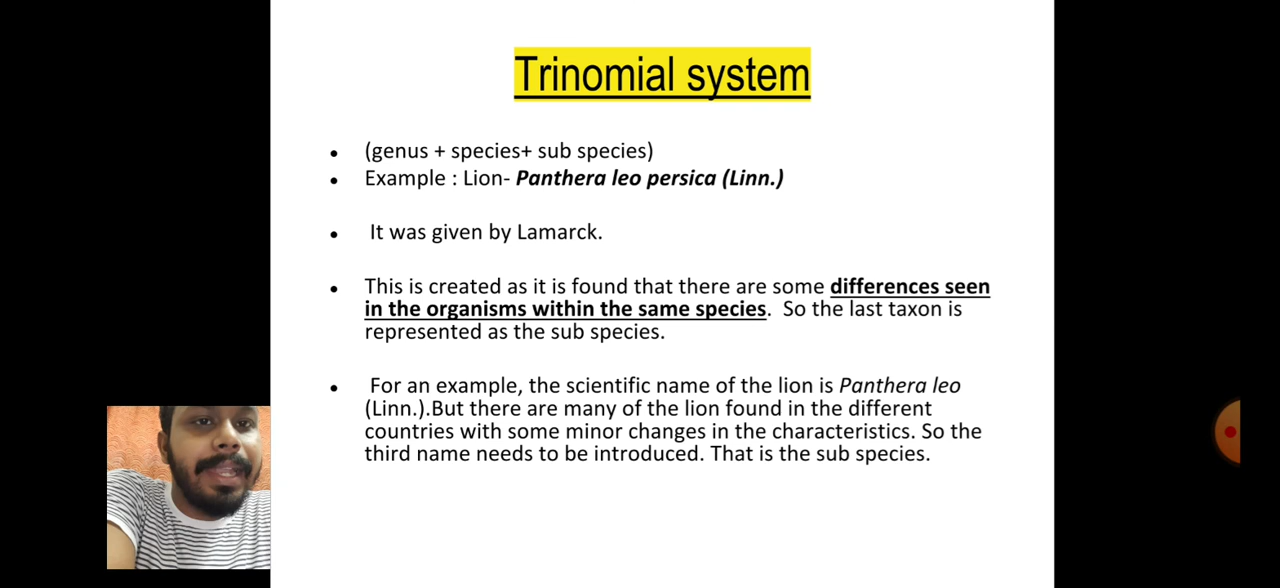 Trinomial system
• (genus + species+ sub species)
• Example : Lion- Panthera leo persica (Linn.)
• It was given by Lamarck.
• This is created as it is found that there are some differences seen
in the organisms within the same species.  So the last taxon is
represented as the sub species.
• For an example, the scientific name of the lion is Panthera leo
(Linn.).But there are many of the lion found in the different
countries with some minor changes in the characteristics. So the
third name needs to be introduced. That is the sub species.